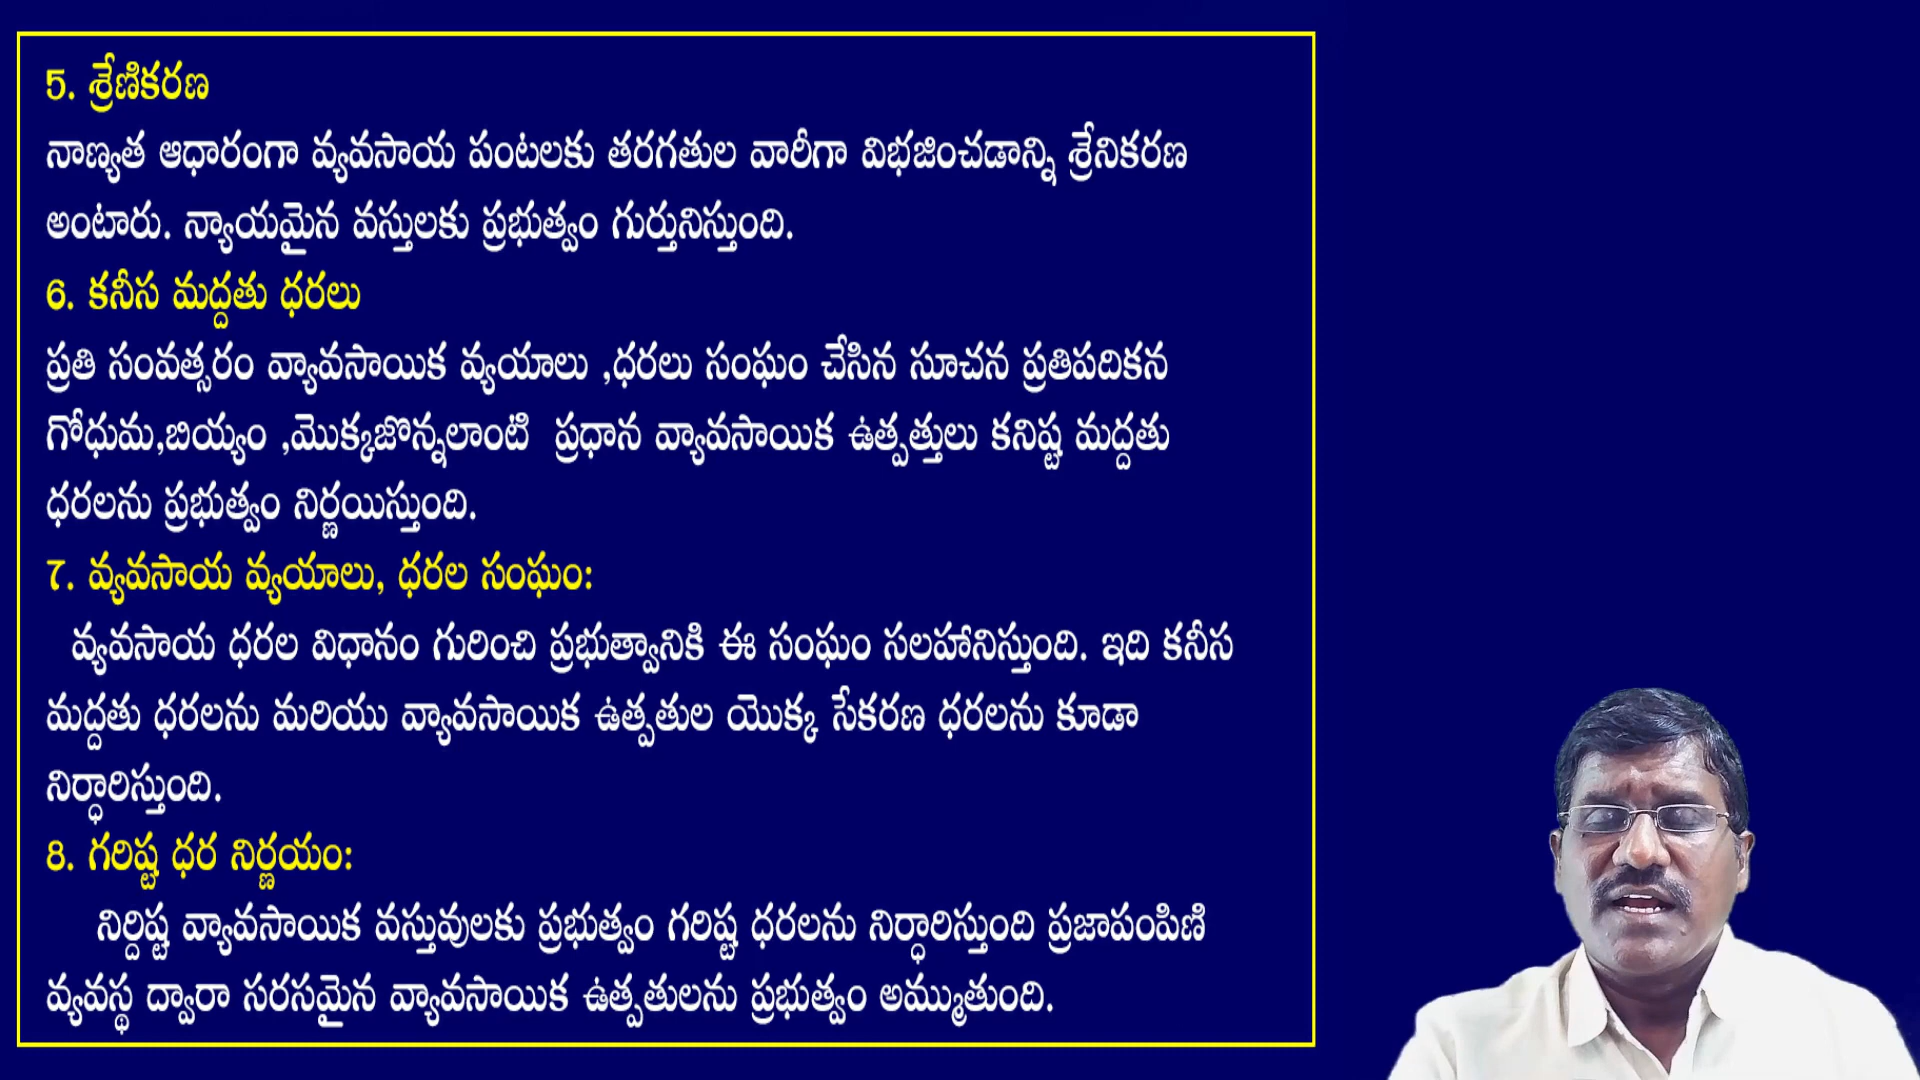 5. శ్రేణికరణ
నాణ్యత ఆధారంగా వ్యవసాయ పంటలకు తరగతుల వారీగా విభజించడాన్ని శ్రేనికరణ
అంటారు. న్యాయమైన వస్తులకు ప్రభుత్వం గుర్తునిస్తుంది.
6. కనీస మద్దతు ధరలు
ప్రతి సంవత్సరం వ్యావసాయిక వ్యయాలు ,ధరలు సంఘం చేసిన సూచన ప్రతిపదికన
గోధుమ,బియ్యం ,మొక్కజొన్నలాంటి ప్రధాన వ్యావసాయిక ఉత్పత్తులు కనిష్ట మద్దతు
ధరలను ప్రభుత్వం నిర్ణయిస్తుంది.
7. వ్యవసాయ వ్యయాలు, ధరల సంఘం:
వ్యవసాయ ధరల విధానం గురించి ప్రభుత్వానికి ఈ సంఘం సలహానిస్తుంది. ఇది కనీస
మద్దతు ధరలను మరియు వ్యావసాయిక ఉత్పతుల యొక్క సేకరణ ధరలను కూడా
నిర్ధారిస్తుంది.
8. గరిష్ట ధర నిర్ణయం:
నిర్దిష్ట వ్యావసాయిక వస్తువులకు ప్రభుత్వం గరిష్ట ధరలను నిర్ధారిస్తుంది ప్రజాపంపిణి
వ్యవస్థ ద్వారా సరసమైన వ్యావసాయిక ఉత్పతులను ప్రభుత్వం అమ్ముతుంది.